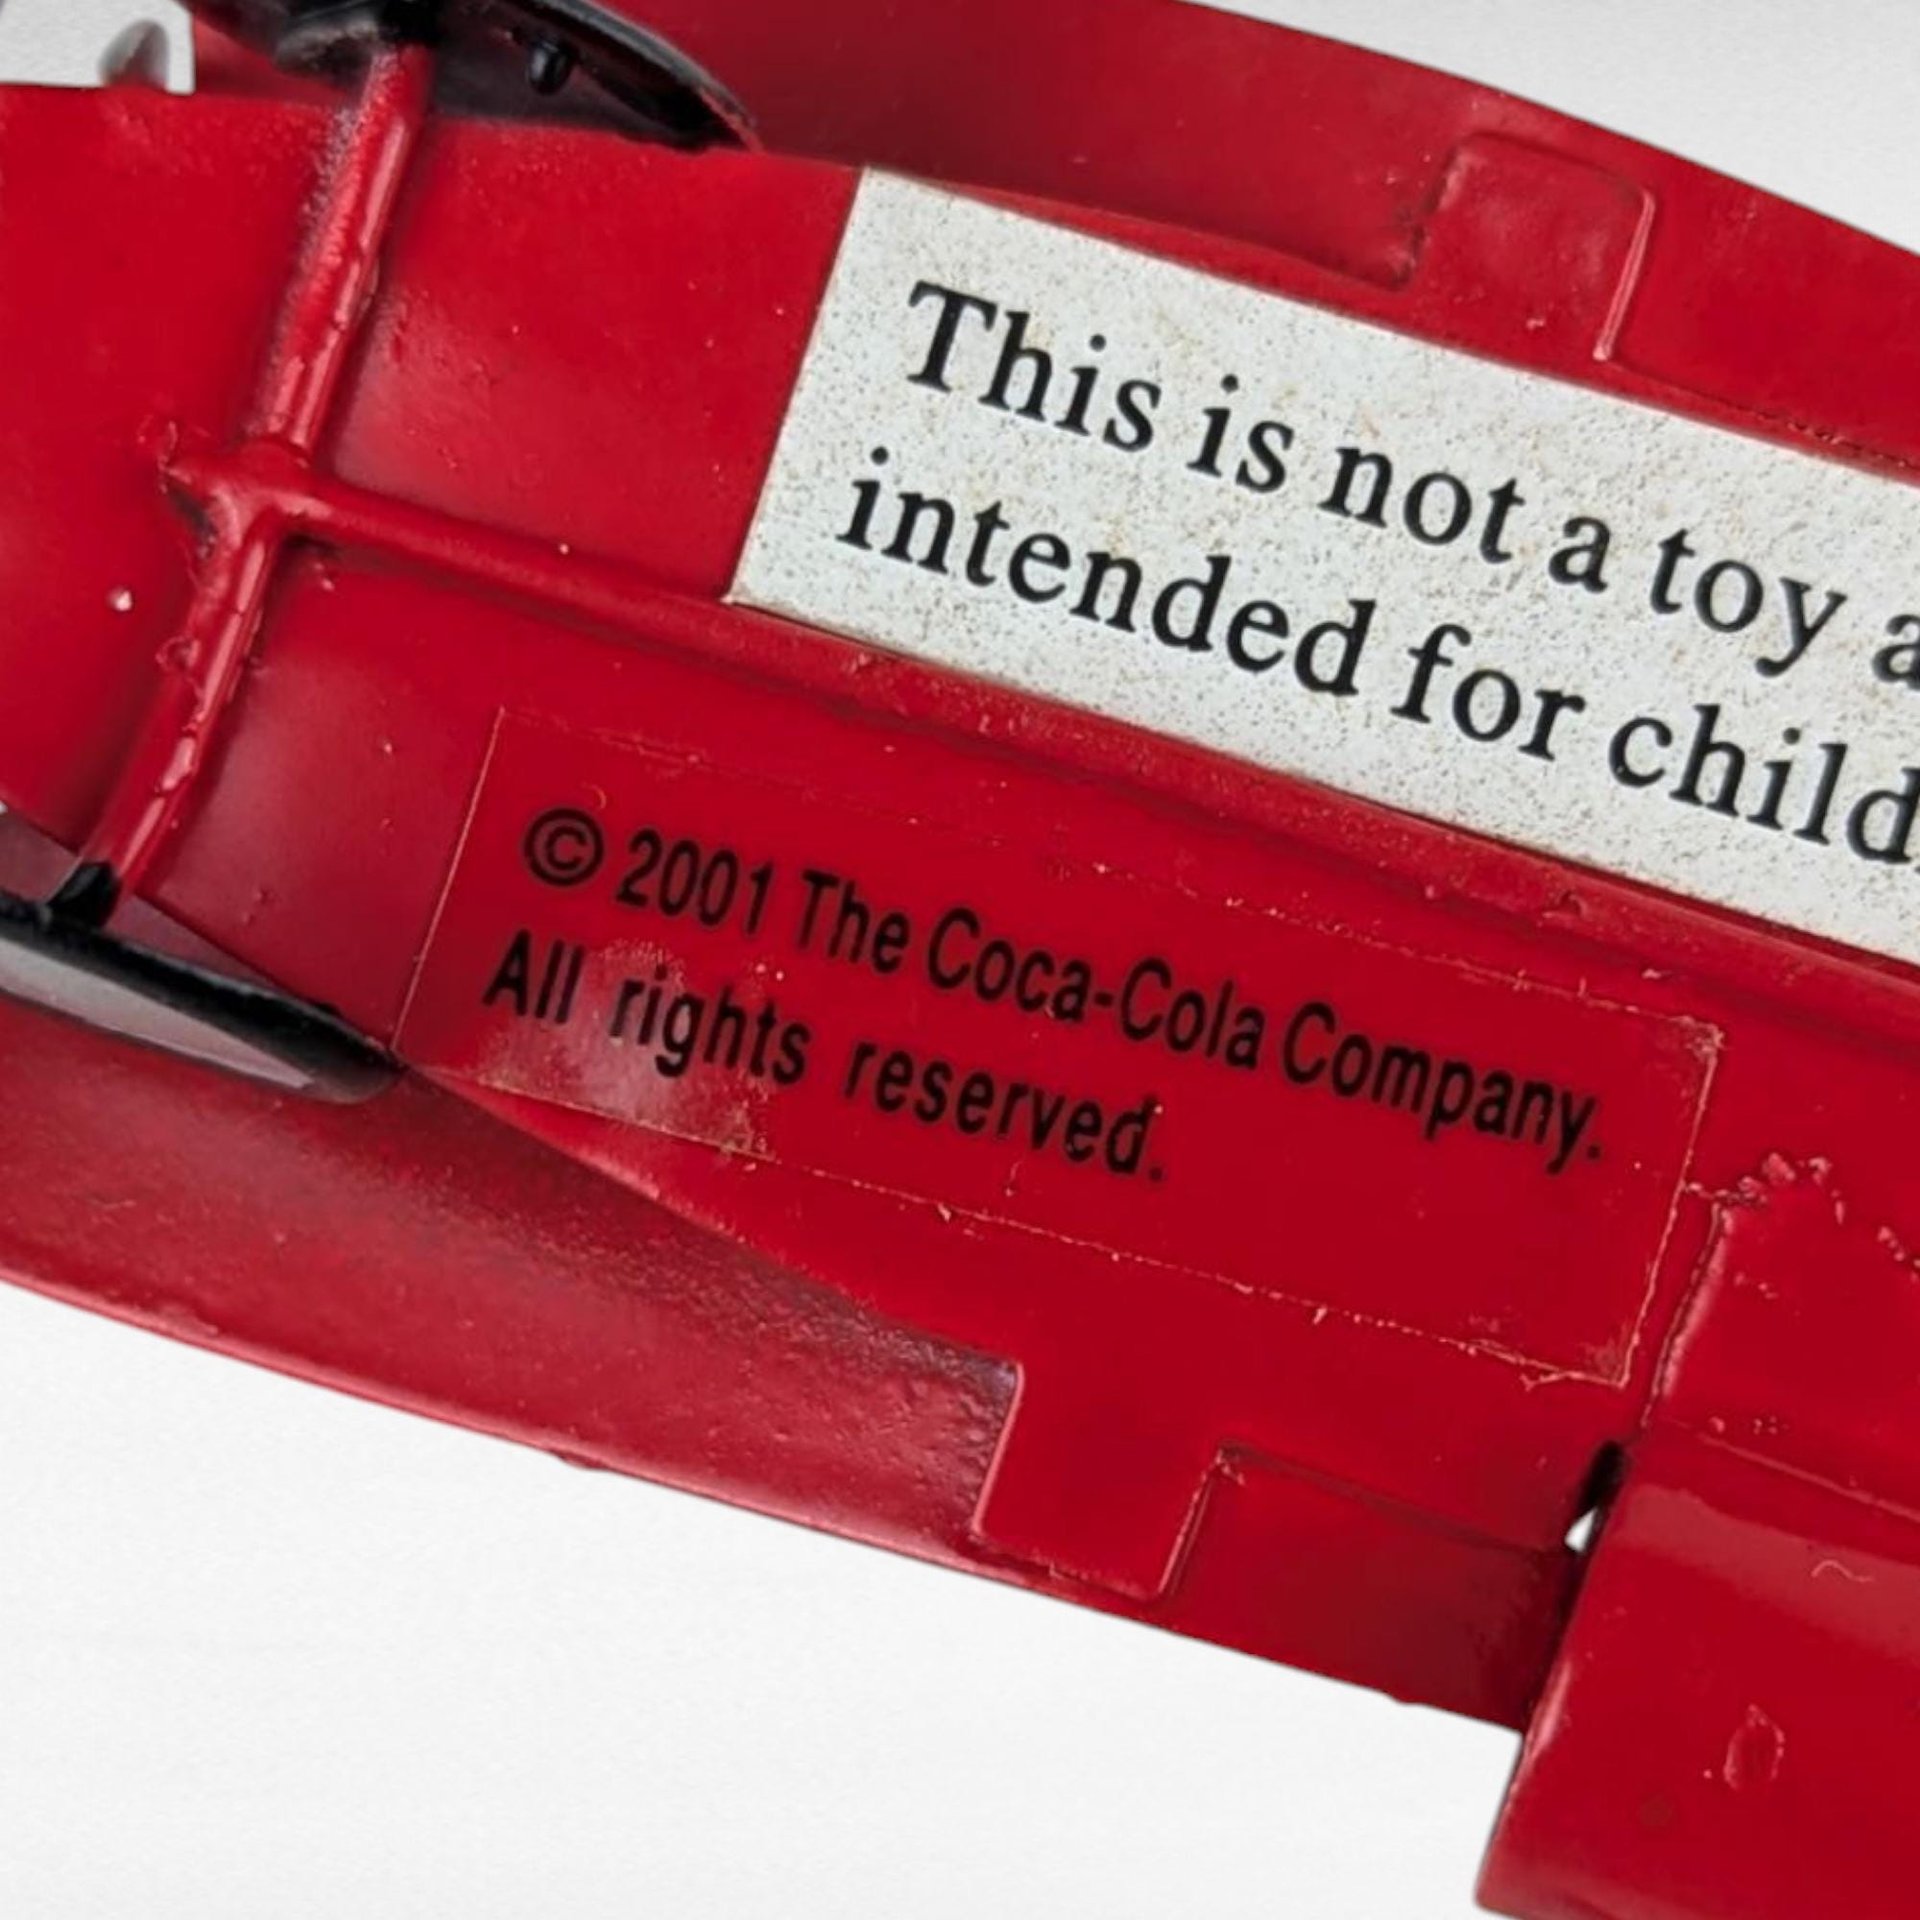 This is not a toy a
intended for child
© 2001 The Coca-Cola Company.
All rights reserved.